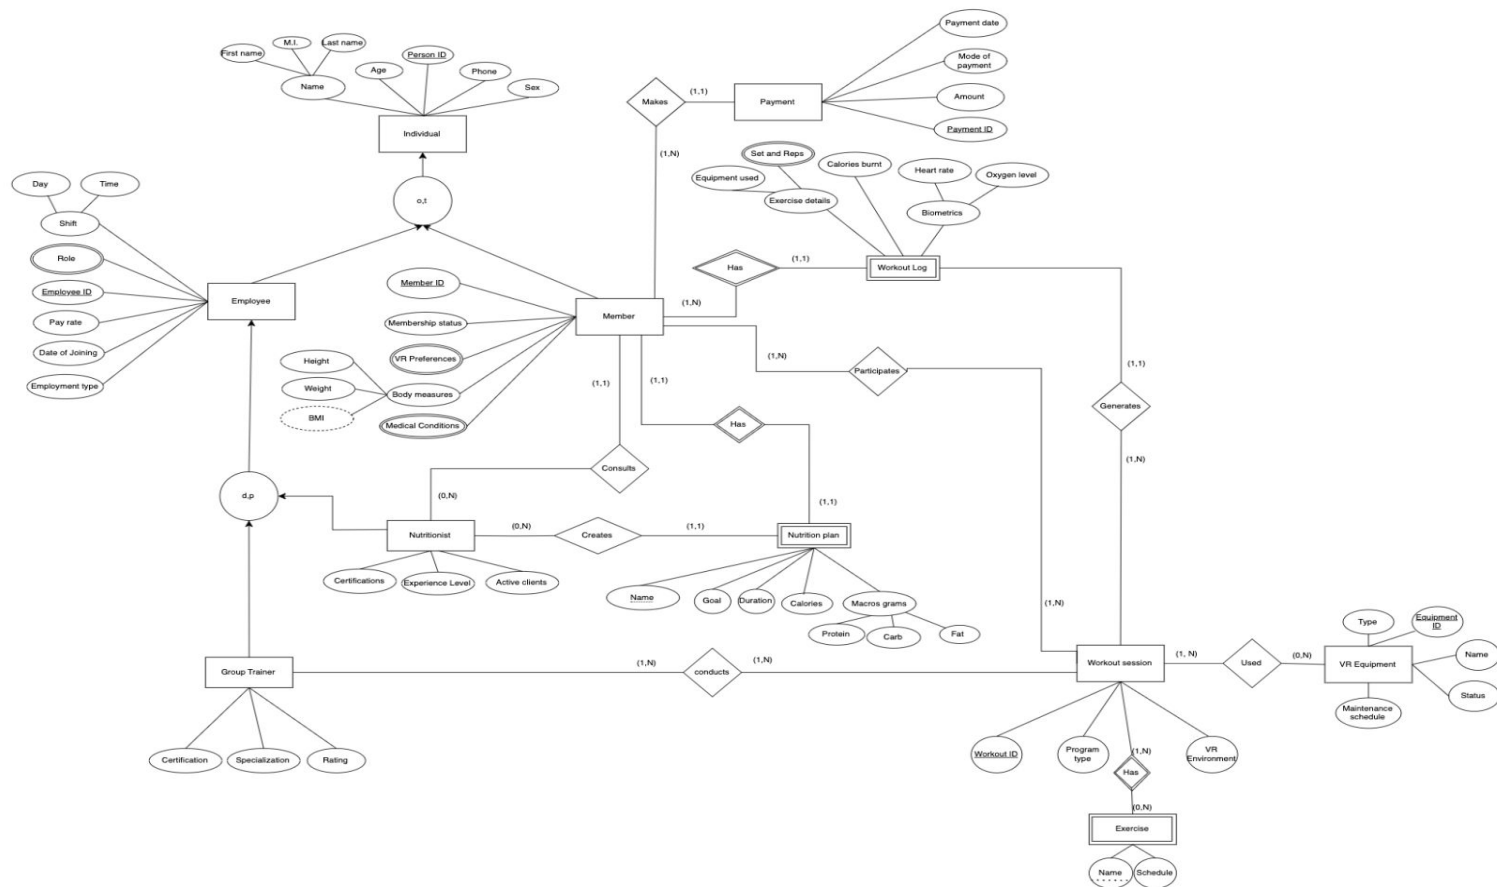 Payment date
Mode of
payment
Amount
Payment ID
Payment
(1,1)
Makes
(1,N)
First name
M.I.
Last name
Name
Age
Person ID
Phone
Sex
Individual
o,t
Day
Time
Shift
Role
Employee ID
Pay rate
Date of Joining
Employment type
Employee
Set and Reps
Equipment used
Exercise details
Calories burnt
Heart rate
Oxygen level
Biometrics
Workout Log
(1,1)
Has
(1,N)
Member ID
Membership status
VR Preferences
Body measures
Height
Weight
BMI
Medical Conditions
Member
(1,N)
Participates
(1,N)
(1,1)
Generates
(1,N)
(1,1)
Consults
(0,N)
(1,1)
Has
(1,1)
d,p
Nutritionist
(0,N)
Creates
(1,1)
Nutrition plan
Certifications
Experience Level
Active clients
Name
Goal
Duration
Calories
Macros grams
Protein
Carb
Fat
Group Trainer
(1,N)
conducts
(1,N)
Workout session
(1, N)
Used
(0,N)
VR Equipment
Type
Equipment
ID
Name
Status
Maintenance
schedule
Certification
Specialization
Rating
Workout ID
Program
type
VR
Environment
(1,N)
Has
(0,N)
Exercise
Name
Schedule